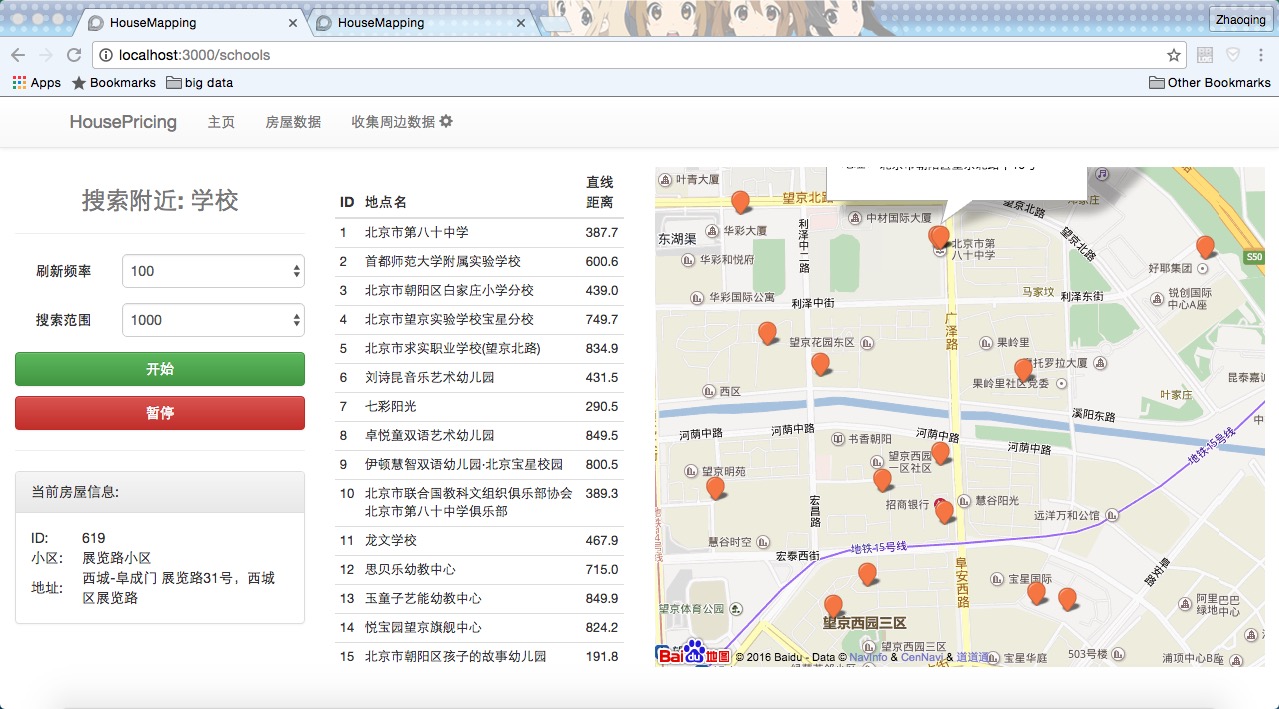 HouseMapping
HouseMapping
Zhaoqing
localhost:3000/schools
Apps
Bookmarks
big data
Other Bookmarks
HousePricing
主页
房屋数据
收集周边数据
搜索附近: 学校
刷新频率
100
搜索范围
1000
开始
暂停
当前房屋信息:
ID: 619
小区: 展览路小区
地址: 西城-阜成门 展览路31号，西城
区展览路
直线
ID 地点名 距离
1 北京市第八十中学 387.7
2 首都师范大学附属实验学校 600.6
3 北京市朝阳区白家庄小学分校 439.0
4 北京市望京实验学校宝星分校 749.7
5 北京市求实职业学校(望京北路) 834.9
6 刘诗昆音乐艺术幼儿园 431.5
7 七彩阳光 290.5
8 卓悦童双语艺术幼儿园 849.5
9 伊顿慧智双语幼儿园·北京宝星校园 800.5
10 北京市联合国教科文组织俱乐部协会 389.3
北京市第八十中学俱乐部
11 龙文学校 467.9
12 思贝乐幼教中心 715.0
13 玉童子艺能幼教中心 849.9
14 悦宝园望京旗舰中心 824.2
15 北京市朝阳区孩子的故事幼儿园 191.8
叶青大厦
望京北路
中材国际大厦
望京北路
东湖渠
华彩大厦
利泽中二路
北京市第
八十中学
望京北路
S50
华彩和悦府
好耶集团
华彩国际公寓
利泽中街
马家坟
利泽东街
锐创国际
中心A座
广泽路
望京花园东区
果岭里
摩托罗拉大厦
果岭里社区党委
西区
叶家庄
溪阳东路
河荫中路
河荫中路
书香朝阳
河荫中路
河荫中路
地铁15号线
望京明苑
望京西园
一区社区
宏昌路
招商银行
慧谷阳光
远洋万和公馆
慧谷时空
宏泰西街
地铁15号线
阜安西路
宝星国际
阜安路
阿里巴巴
绿地中心
望京体育公园
望京西园三区
望京西园三区
503号楼
宝星华庭
浦项中心B座
Bai du 地图
© 2016 Baidu - Data © NavInfo & CenNavi & 道道通